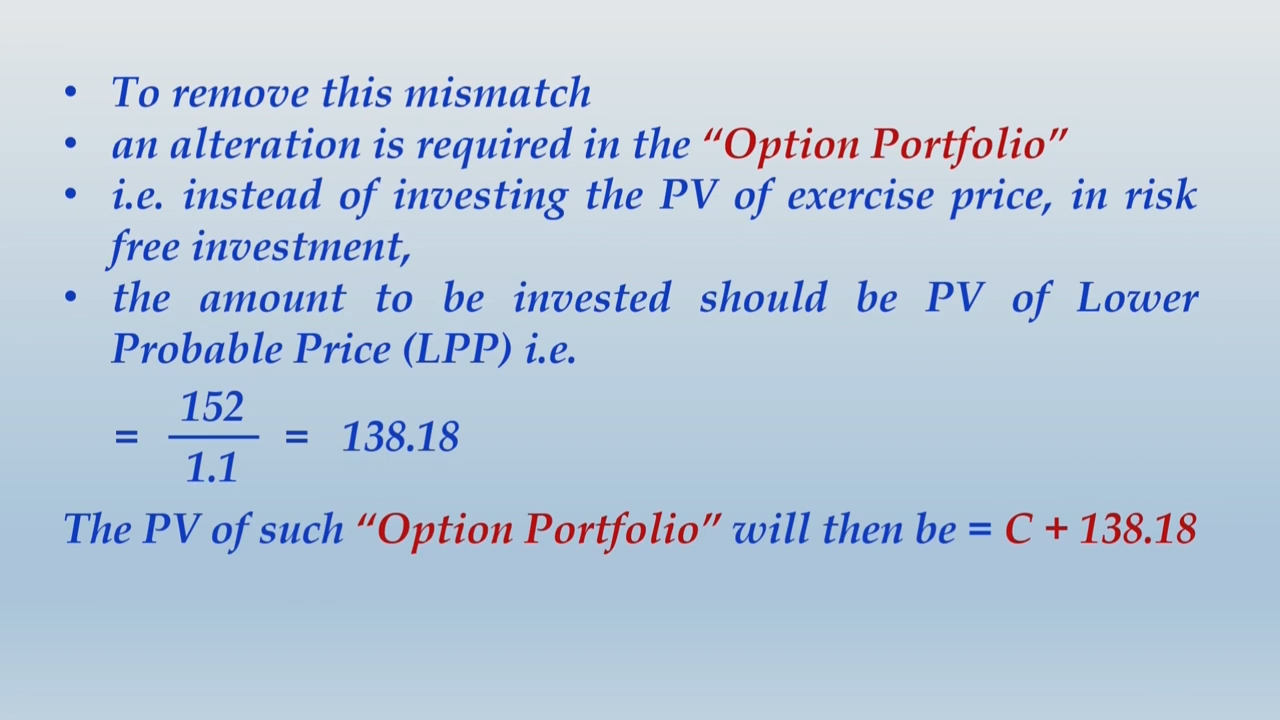 • To remove this mismatch
• an alteration is required in the “Option Portfolio”
• i.e. instead of investing the PV of exercise price, in risk
free investment,
• the amount to be invested should be PV of Lower
Probable Price (LPP) i.e.
= 152 / 1.1 = 138.18
The PV of such “Option Portfolio” will then be = C + 138.18